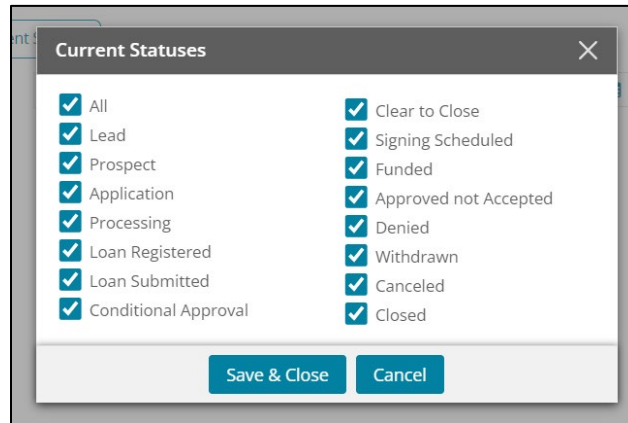 Current Statuses
All
Lead
Prospect
Application
Processing
Loan Registered
Loan Submitted
Conditional Approval
Clear to Close
Signing Scheduled
Funded
Approved not Accepted
Denied
Withdrawn
Canceled
Closed
Save & Close
Cancel